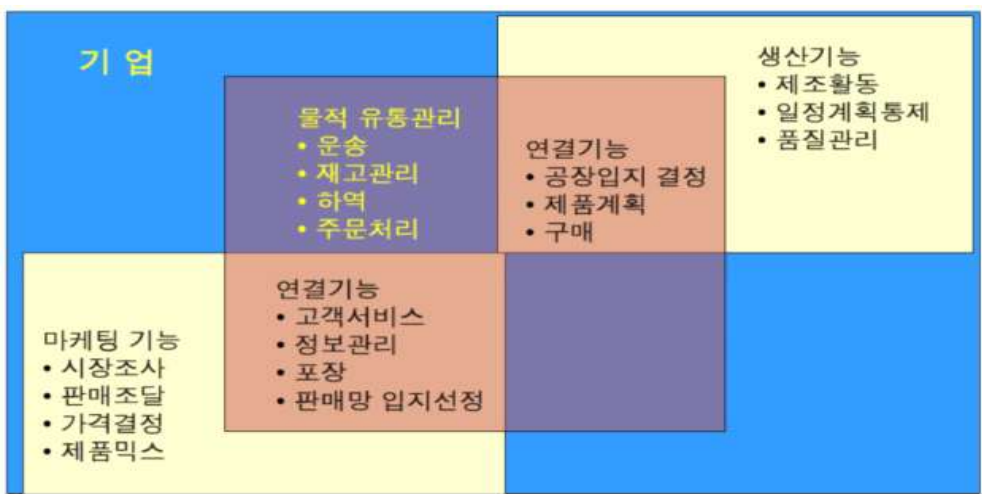 기 업
물적 유통관리
• 운송
• 재고관리
• 하역
• 주문처리
연결기능
• 공장입지 결정
• 제품계획
• 구매
생산기능
• 제조활동
• 일정계획통제
• 품질관리
마케팅 기능
• 시장조사
• 판매조달
• 가격결정
• 제품믹스
연결기능
• 고객서비스
• 정보관리
• 포장
• 판매망 입지선정